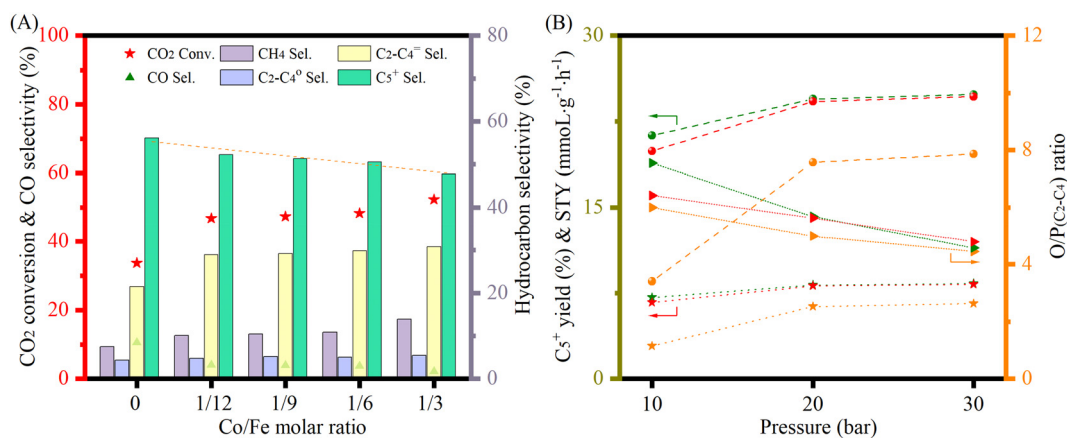 (A)
CO2 conversion & CO selectivity (%)
100
80
60
40
20
0
CO2 Conv.
CH4 Sel.
C2-C4= Sel.
CO Sel.
C2-C4o Sel.
C5+ Sel.
0
1/12
1/9
1/6
1/3
Co/Fe molar ratio
80
60
40
20
0
Hydrocarbon selectivity (%)
(B)
C5+ yield (%) & STY (mmoL·g-1·h-1)
30
15
0
10
20
30
Pressure (bar)
12
8
4
0
O/P(C2-C4) ratio